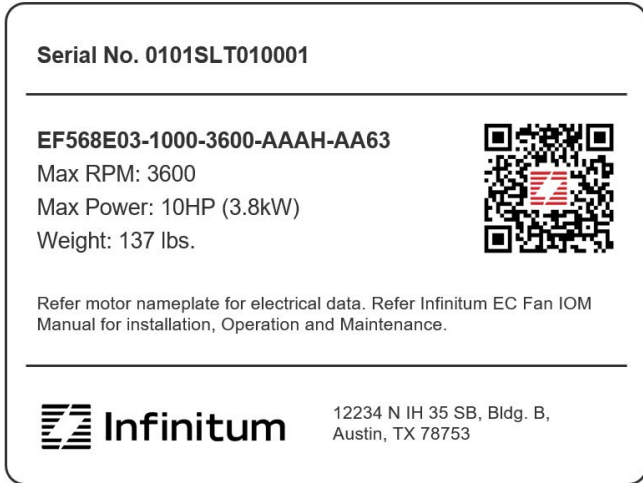 Serial No. 0101SLT010001
EF568E03-1000-3600-AAAH-AA63
Max RPM: 3600
Max Power: 10HP (3.8kW)
Weight: 137 lbs.
Refer motor nameplate for electrical data. Refer Infinitum EC Fan IOM
Manual for installation, Operation and Maintenance.
Infinitum
12234 N IH 35 SB, Bldg. B,
Austin, TX 78753